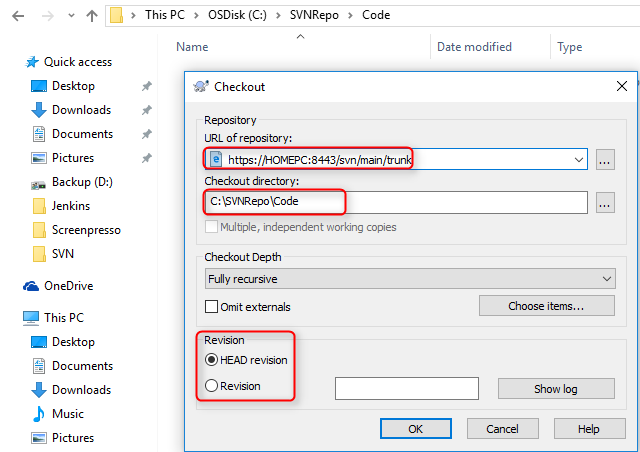 This PC
OSDisk (C:)
SVNRepo
Code
Name
Date modified
Type
Quick access
Desktop
Downloads
Documents
Pictures
Backup (D:)
Jenkins
Screenpresso
SVN
OneDrive
This PC
Desktop
Documents
Downloads
Music
Pictures
Checkout
Repository
URL of repository:
https://HOMEPC:8443/svn/main/trunk
...
Checkout directory:
C:\SVNRepo\Code
...
Multiple, independent working copies
Checkout Depth
Fully recursive
Omit externals
Choose items...
Revision
HEAD revision
Revision
Show log
OK
Cancel
Help